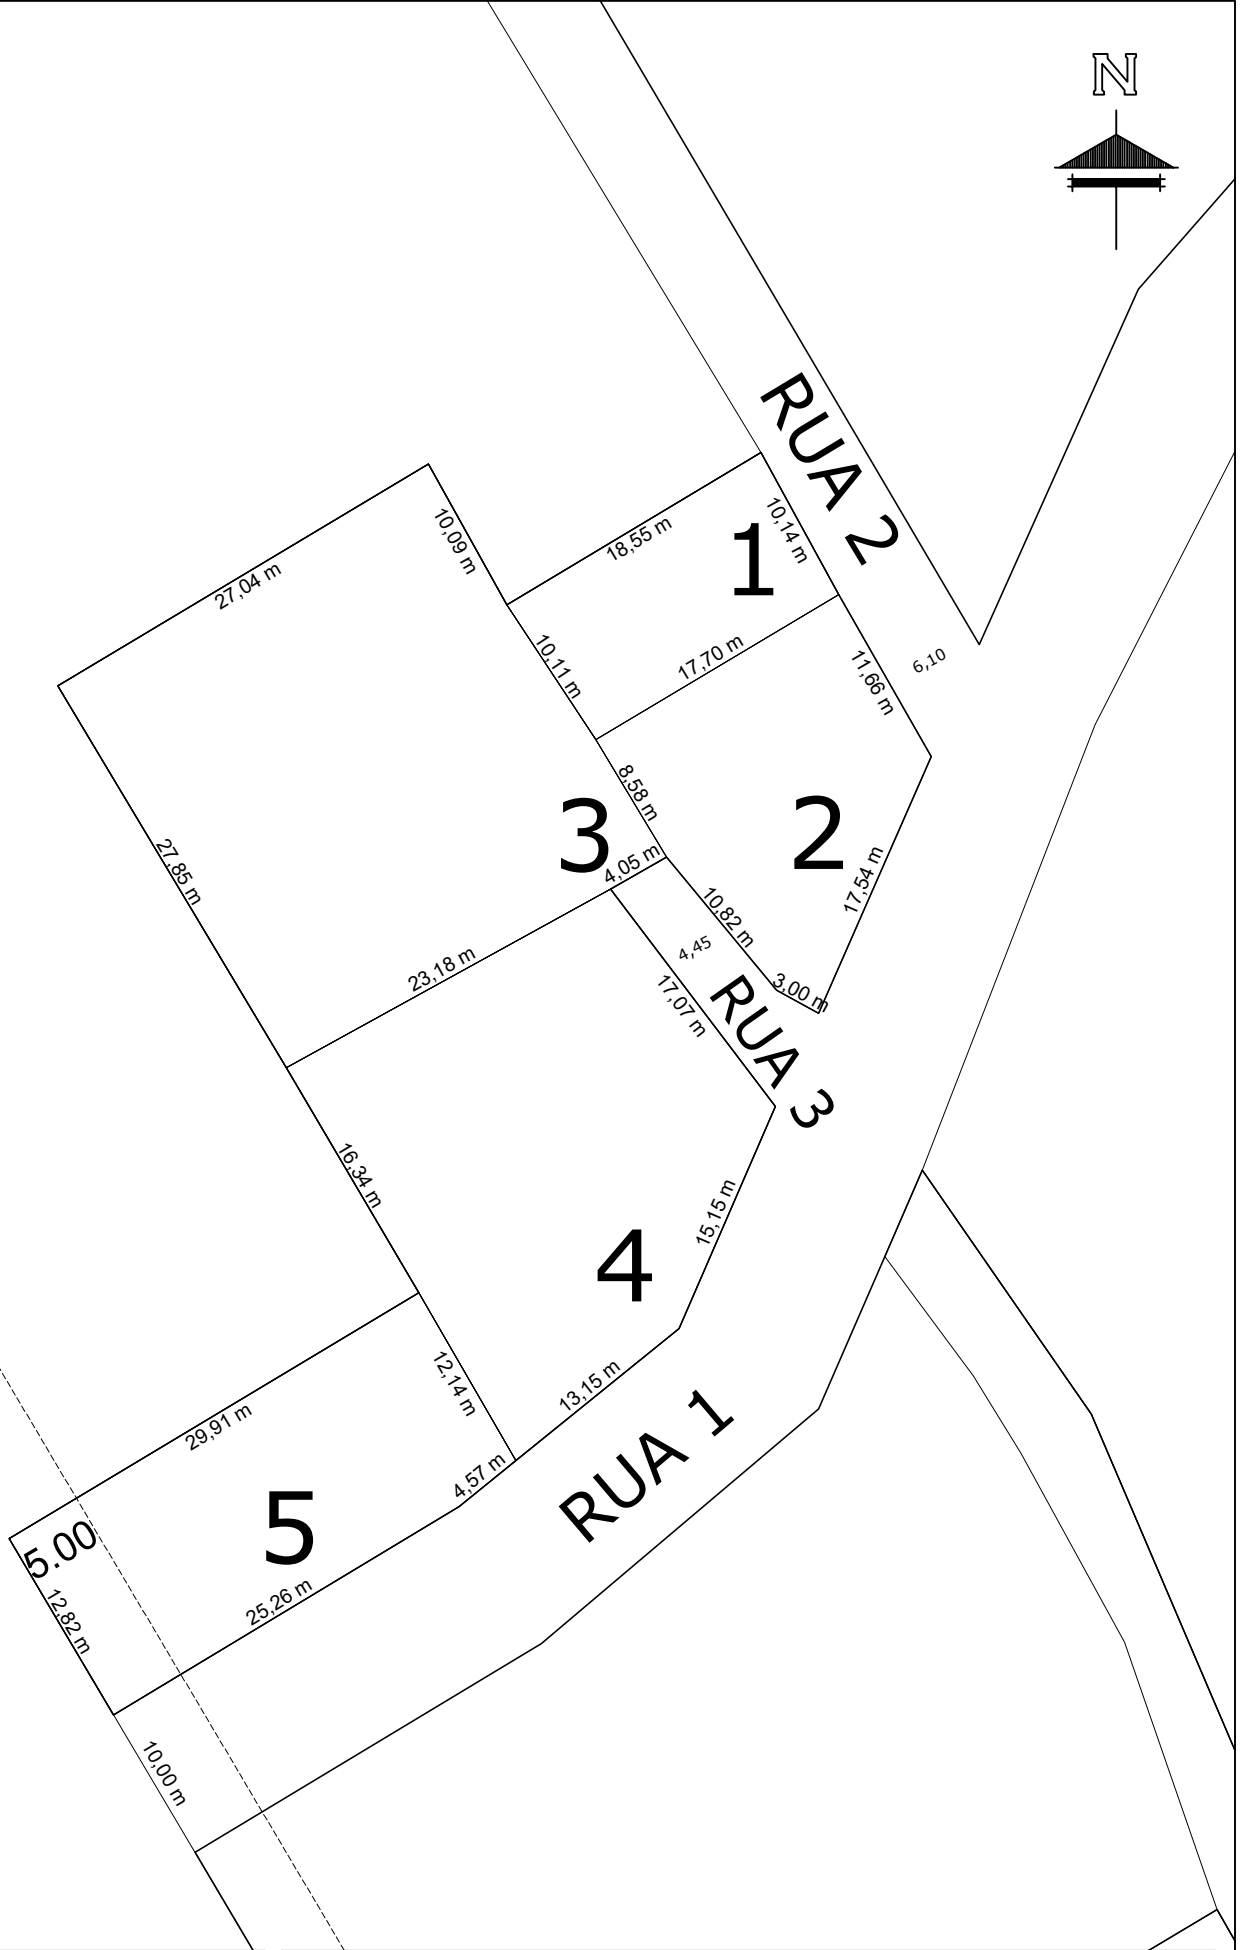 N
RUA 2
10,09 m
18,55 m
10,14 m
1
27,04 m
10,11 m
17,70 m
11,66 m
6,10
8,58 m
3
2
4,05 m
27,85 m
17,54 m
10,82 m
4,45
23,18 m
3,00 m
17,07 m
RUA 3
16,34 m
15,15 m
4
12,14 m
13,15 m
29,91 m
RUA 1
4,57 m
5
5.00
25,26 m
12,82 m
10,00 m